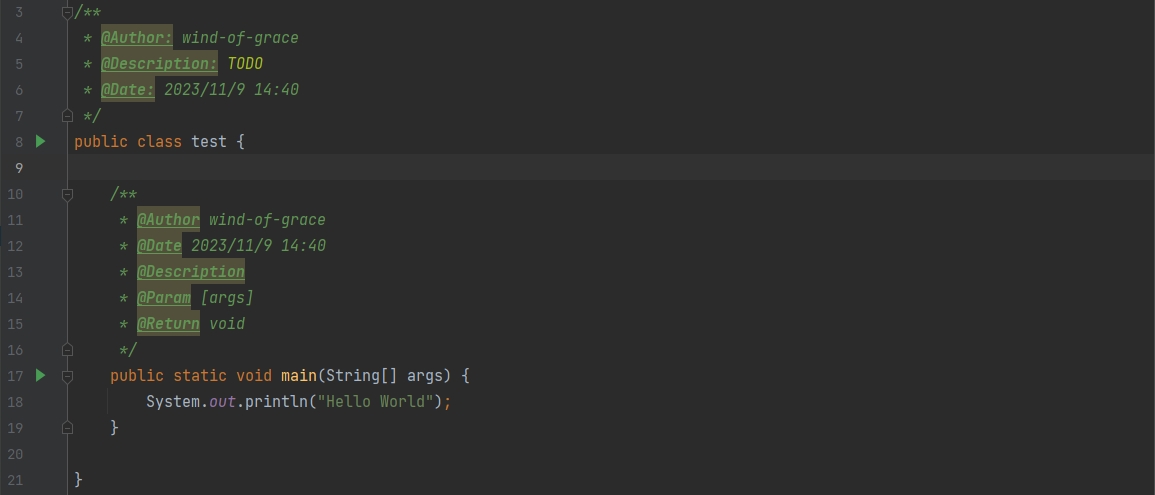 3 /**
4 * @Author: wind-of-grace
5 * @Description: TODO
6 * @Date: 2023/11/9 14:40
7 */
8 public class test {
9
10 /**
11 * @Author wind-of-grace
12 * @Date 2023/11/9 14:40
13 * @Description
14 * @Param [args]
15 * @Return void
16 */
17 public static void main(String[] args) {
18 System.out.println("Hello World");
19 }
20
21 }